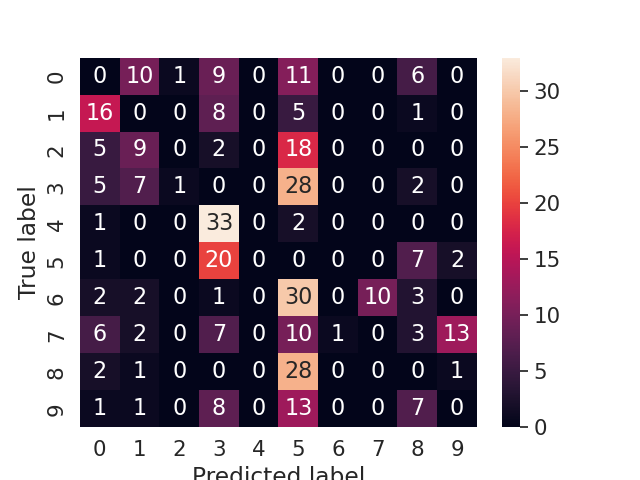 0 0 10 1 9 0 11 0 0 6 0
1 16 0 0 8 0 5 0 0 1 0
2 5 9 0 2 0 18 0 0 0 0
3 5 7 1 0 0 28 0 0 2 0
4 1 0 0 33 0 2 0 0 0 0
5 1 0 0 20 0 0 0 0 7 2
6 2 2 0 1 0 30 0 10 3 0
7 6 2 0 7 0 10 1 0 3 13
8 2 1 0 0 0 28 0 0 0 1
9 1 1 0 8 0 13 0 0 7 0
0 1 2 3 4 5 6 7 8 9
True label
Predicted label
30
25
20
15
10
5
0